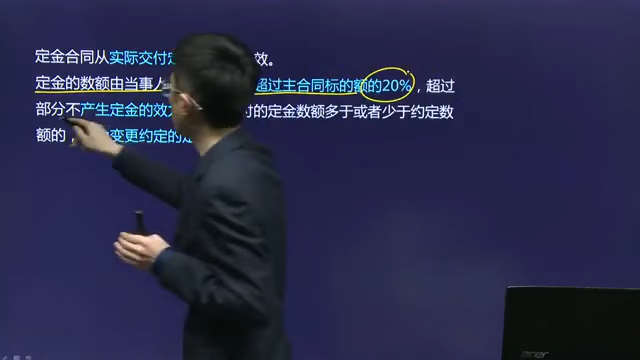 定金合同从实际交付定效。
定金的数额由当事人超过主合同标的额的20%，超过
部分不产生定金的效的定金数额多于或者少于约定数
额的，变更约定的定
acer